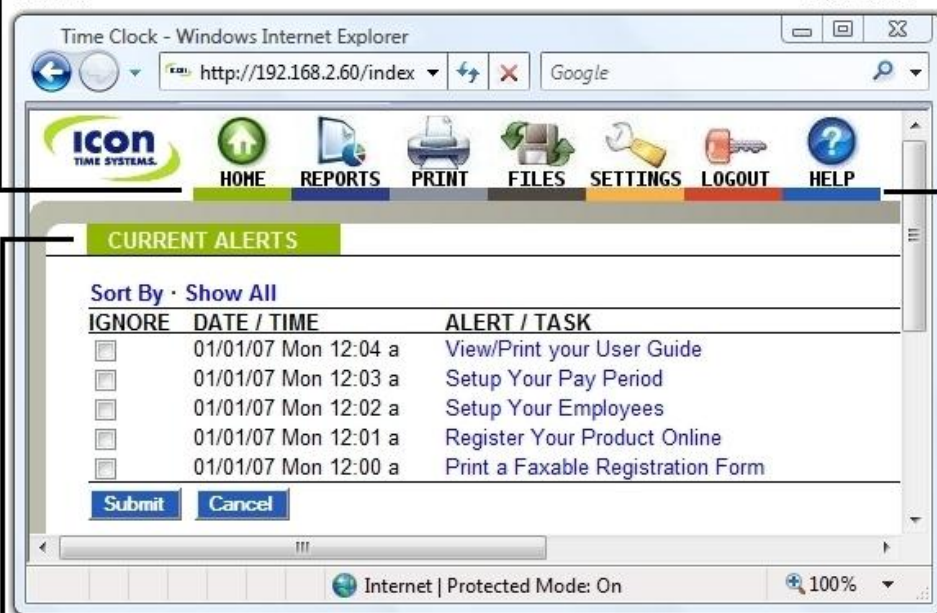 Time Clock - Windows Internet Explorer
http://192.168.2.60/index
Google
ICON
TIME SYSTEMS
HOME REPORTS PRINT FILES SETTINGS LOGOUT HELP
CURRENT ALERTS
Sort By · Show All
IGNORE DATE / TIME ALERT / TASK
01/01/07 Mon 12:04 a View/Print your User Guide
01/01/07 Mon 12:03 a Setup Your Pay Period
01/01/07 Mon 12:02 a Setup Your Employees
01/01/07 Mon 12:01 a Register Your Product Online
01/01/07 Mon 12:00 a Print a Faxable Registration Form
Submit Cancel
Internet | Protected Mode: On 100%